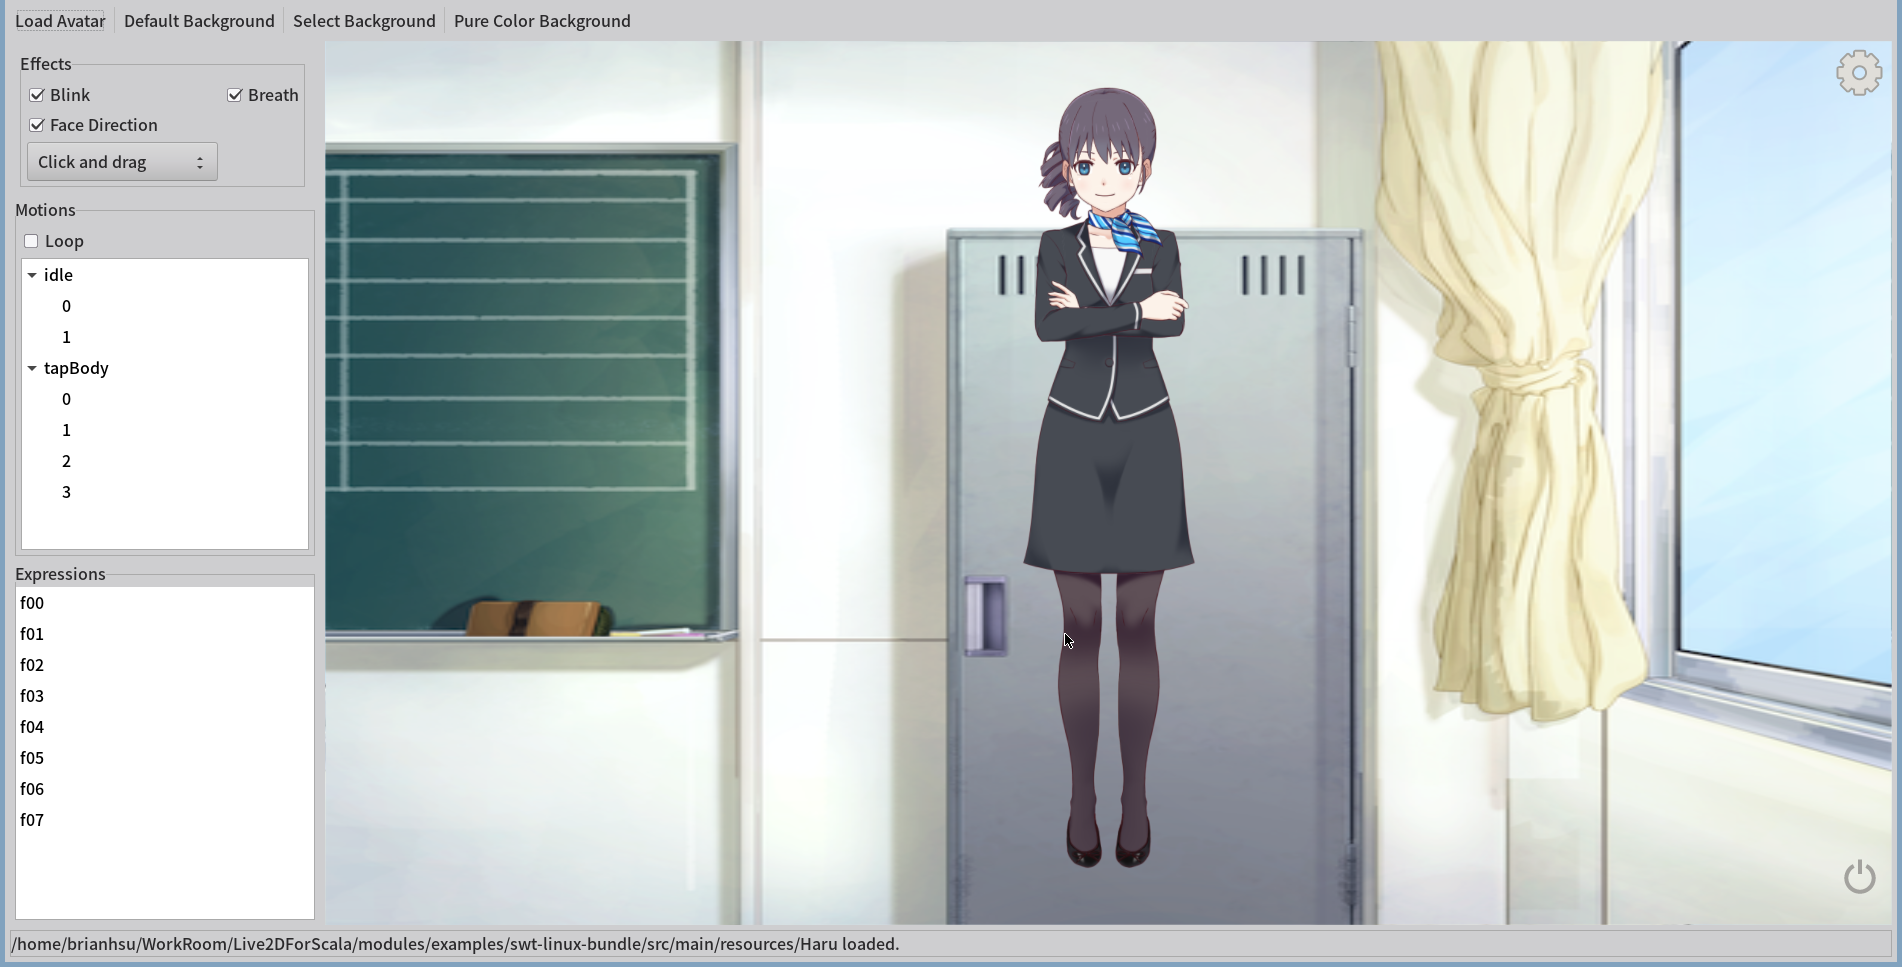 Load Avatar Default Background Select Background Pure Color Background
Effects
Blink Breath
Face Direction
Click and drag
Motions
Loop
idle
0
1
tapBody
0
1
2
3
Expressions
f00
f01
f02
f03
f04
f05
f06
f07
/home/brianhsu/WorkRoom/Live2DForScala/modules/examples/swt-linux-bundle/src/main/resources/Haru loaded.